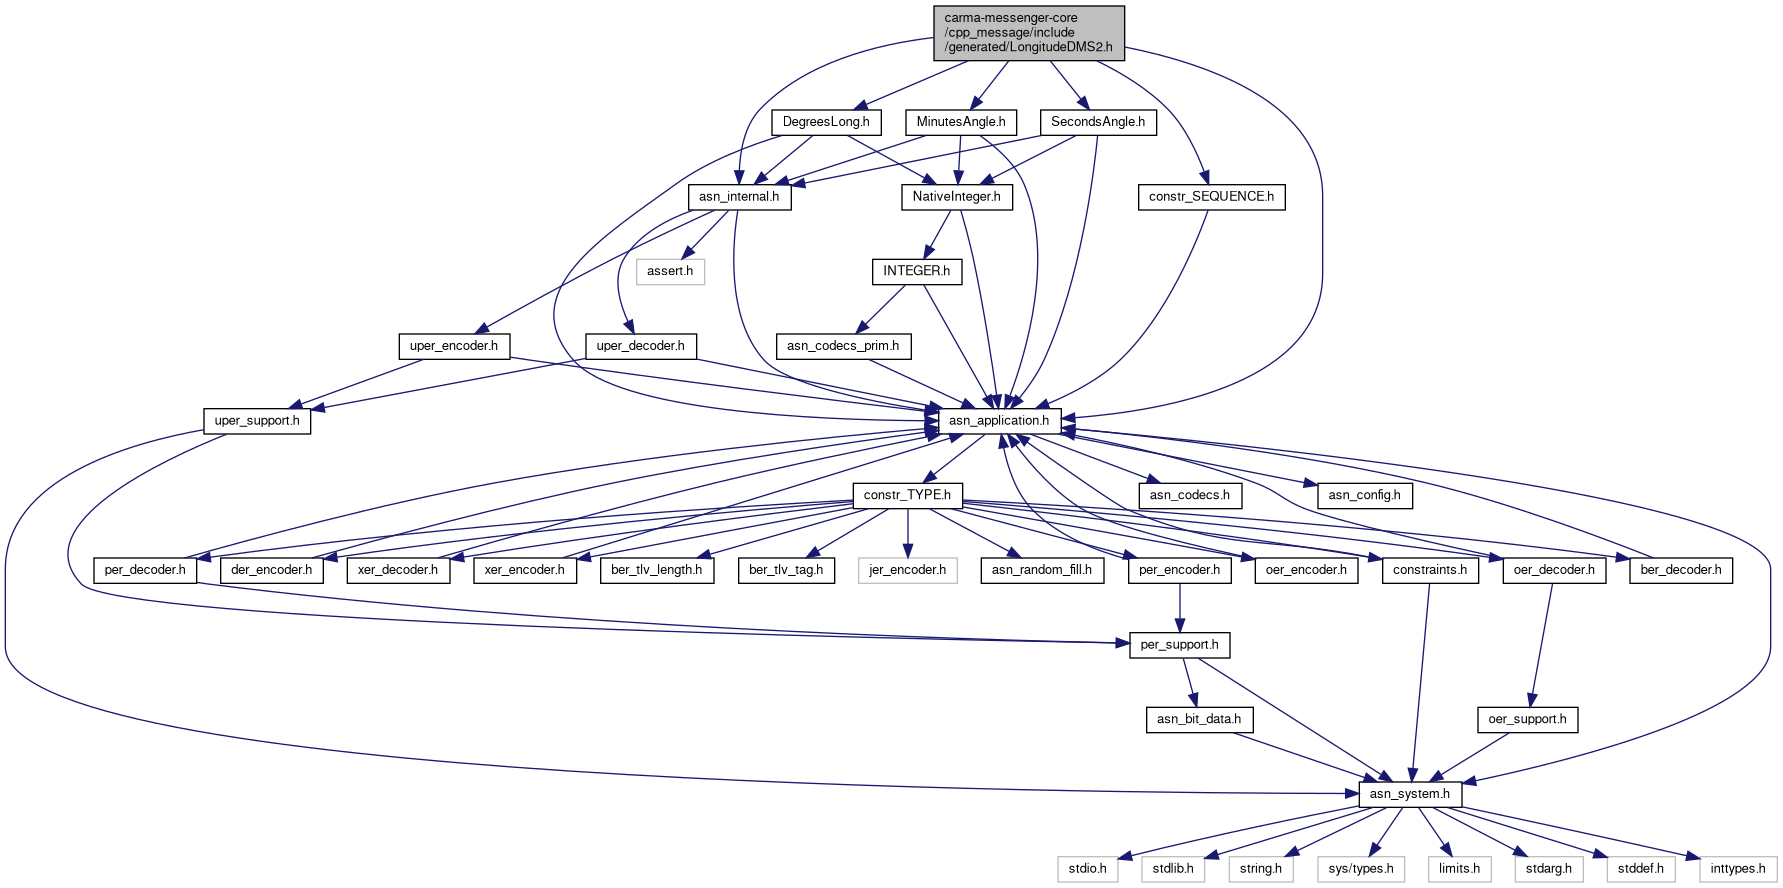 carma-messenger-core
/cpp_message/include
/generated/LongitudeDMS2.h
DegreesLong.h
MinutesAngle.h
SecondsAngle.h
asn_internal.h
NativeInteger.h
constr_SEQUENCE.h
assert.h
INTEGER.h
uper_encoder.h
uper_decoder.h
asn_codecs_prim.h
uper_support.h
asn_application.h
constr_TYPE.h
asn_codecs.h
asn_config.h
per_decoder.h
der_encoder.h
xer_decoder.h
xer_encoder.h
ber_tlv_length.h
ber_tlv_tag.h
jer_encoder.h
asn_random_fill.h
per_encoder.h
oer_encoder.h
constraints.h
oer_decoder.h
ber_decoder.h
per_support.h
asn_bit_data.h
oer_support.h
asn_system.h
stdio.h
stdlib.h
string.h
sys/types.h
limits.h
stdarg.h
stddef.h
inttypes.h